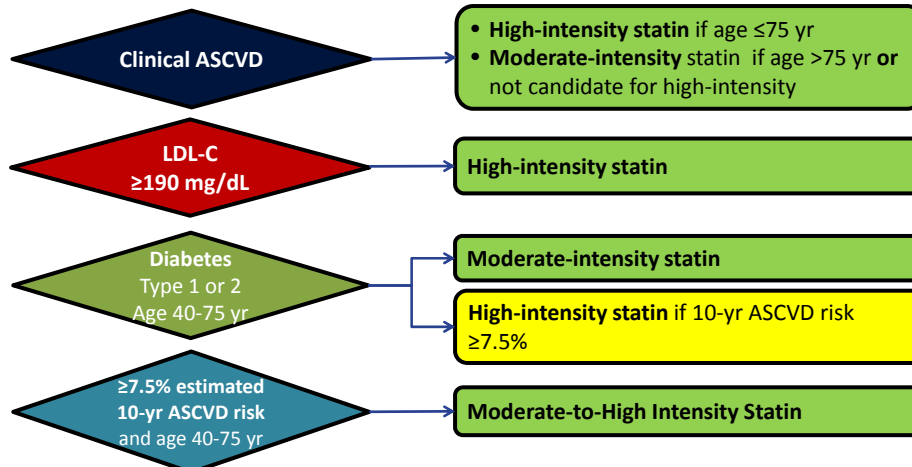 Clinical ASCVD
• High-intensity statin if age ≤75 yr
• Moderate-intensity statin if age >75 yr or
not candidate for high-intensity
LDL-C
≥190 mg/dL
High-intensity statin
Diabetes
Type 1 or 2
Age 40-75 yr
Moderate-intensity statin
High-intensity statin if 10-yr ASCVD risk
≥7.5%
≥7.5% estimated
10-yr ASCVD risk
and age 40-75 yr
Moderate-to-High Intensity Statin